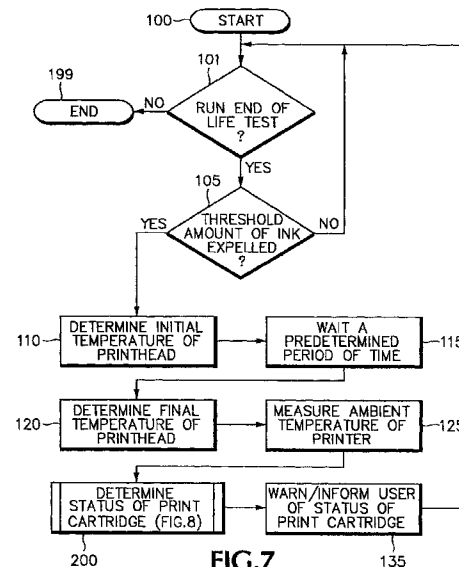 100
START
101
199
END
NO
RUN END OF
LIFE TEST
?
YES
105
YES
THRESHOLD
AMOUNT OF INK
EXPELLED
?
NO
110
DETERMINE INITIAL
TEMPERATURE OF
PRINTHEAD
WAIT A
PREDETERMINED
PERIOD OF TIME
115
120
DETERMINE FINAL
TEMPERATURE OF
PRINTHEAD
MEASURE AMBIENT
TEMPERATURE OF
PRINTER
125
DETERMINE
STATUS OF PRINT
CARTRIDGE (FIG.8)
200
WARN/INFORM USER
OF STATUS OF
PRINT CARTRIDGE
135
FIG.7